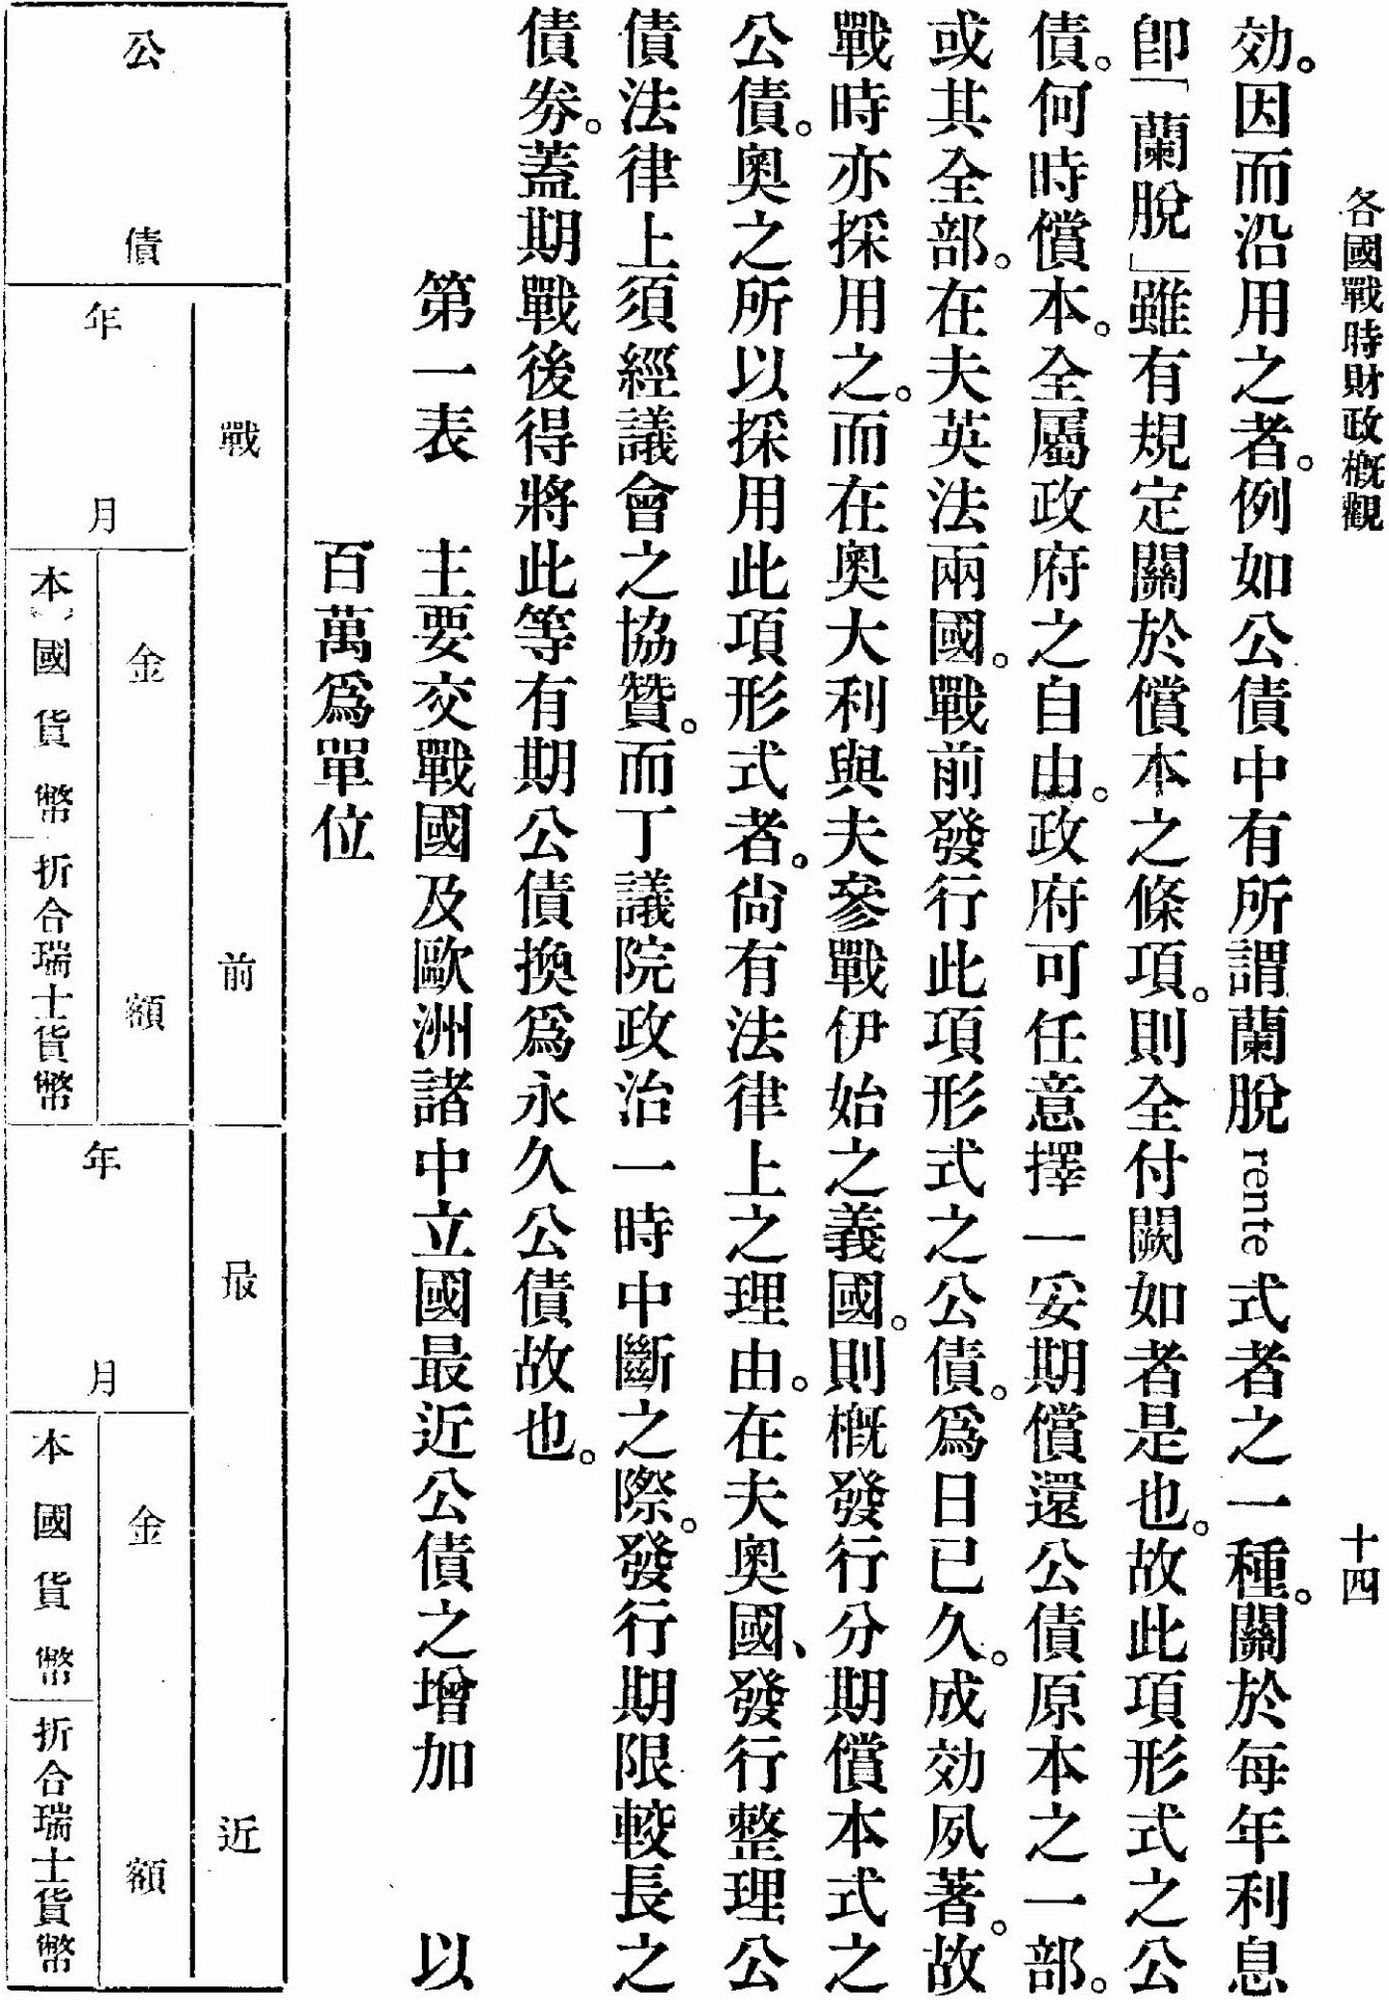 各國戰時財政槪觀
十四
効。因而沿用之者。例如公債中有所謂蘭脫rente式者之一種。關於每年利息
卽「蘭脫」雖有規定關於償本之條項。則全付闕如者是也。故此項形式之公
債。何時償本。全屬政府之自由。政府可任意擇一妥期償還公債原本之一部。
或其全部。在夫英法兩國。戰前發行此項形式之公債。爲日已久。成効夙著。故
戰時亦採用之。而在奧大利與夫參戰伊始之義國。則槪發行分期償本式之
公債。奧之所以採用此項形式者。尙有法律上之理由。在夫奧國、發行整理公
債法律上須經議會之協贊。而丁議院政治一時中斷之際。發行期限較長之
債券。蓋期戰後得將此等有期公債換爲永久公債故也。
第一表　主要交戰國及歐洲諸中立國最近公債之增加　以
百萬爲單位
公債
戰前
年月
金額
本國貨幣
折合瑞士貨幣
最近
年月
金額
本國貨幣
折合瑞士貨幣